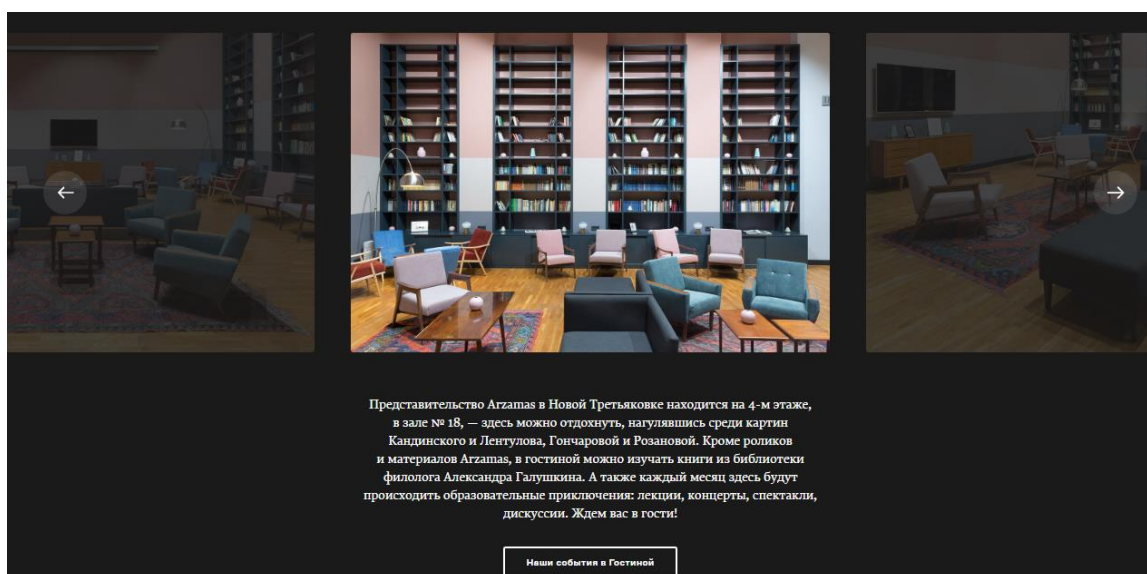 Представительство Arzamas в Новой Третьяковке находится на 4-м этаже,
в зале № 18, — здесь можно отдохнуть, нагулявшись среди картин
Кандинского и Лентулова, Гончаровой и Розановой. Кроме роликов
и материалов Arzamas, в гостиной можно изучать книги из библиотеки
филолога Александра Галушкина. А также каждый месяц здесь будут
происходить образовательные приключения: лекции, концерты, спектакли,
дискуссии. Ждем вас в гости!
Наши события в Гостиной